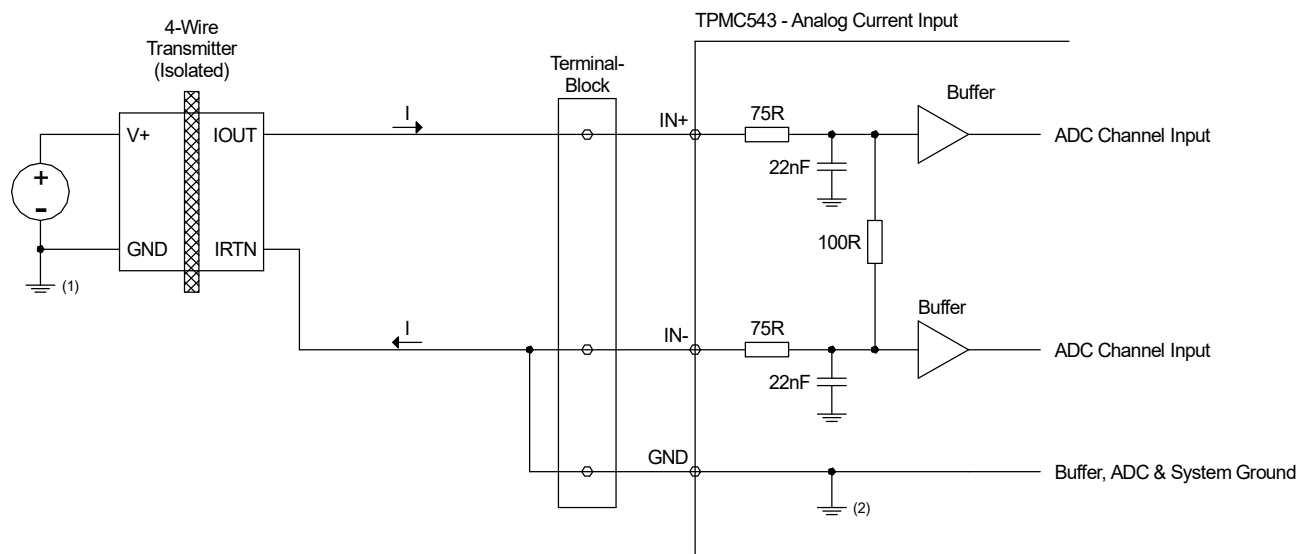 TPMC543 - Analog Current Input
4-Wire
Transmitter
(Isolated)
Terminal-
Block
Buffer
V+
IOUT
I
IN+
75R
ADC Channel Input
22nF
+
-
GND
IRTN
100R
(1)
Buffer
I
IN-
75R
ADC Channel Input
22nF
GND
Buffer, ADC & System Ground
(2)